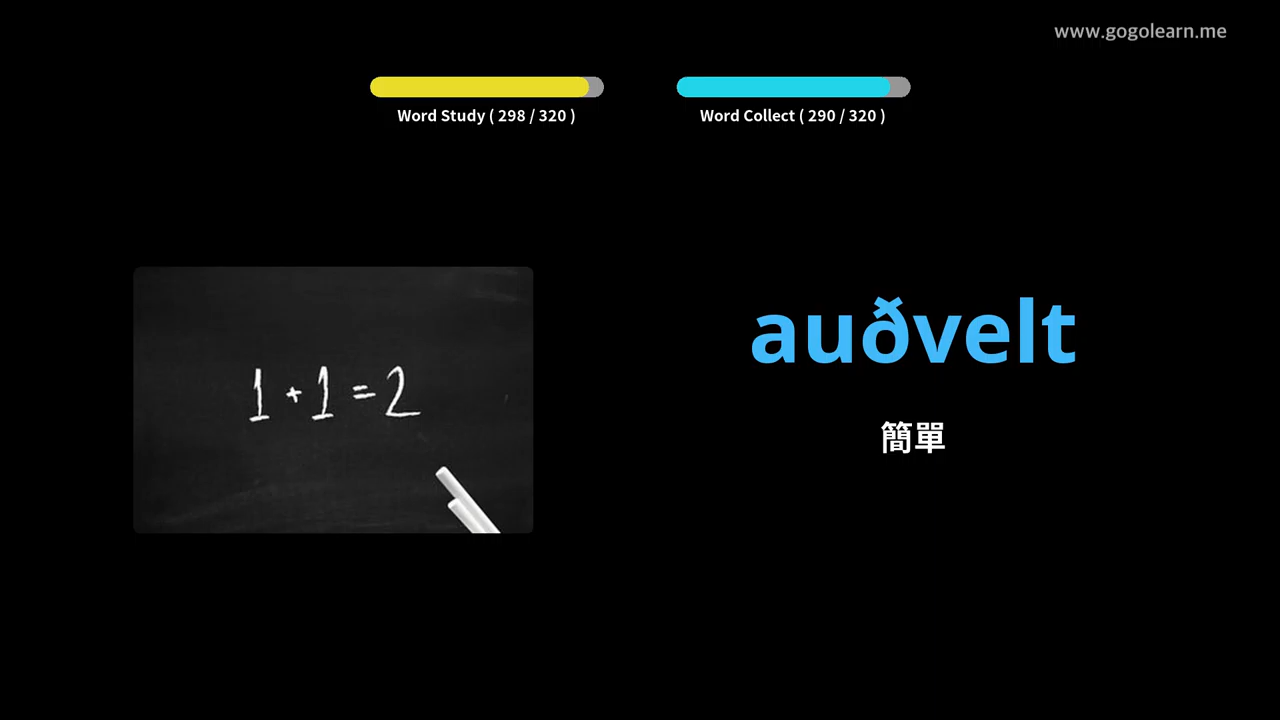 www.gogolearn.me
Word Study ( 298 / 320 )
Word Collect ( 290 / 320 )
1 + 1 = 2
auðvelt
簡單